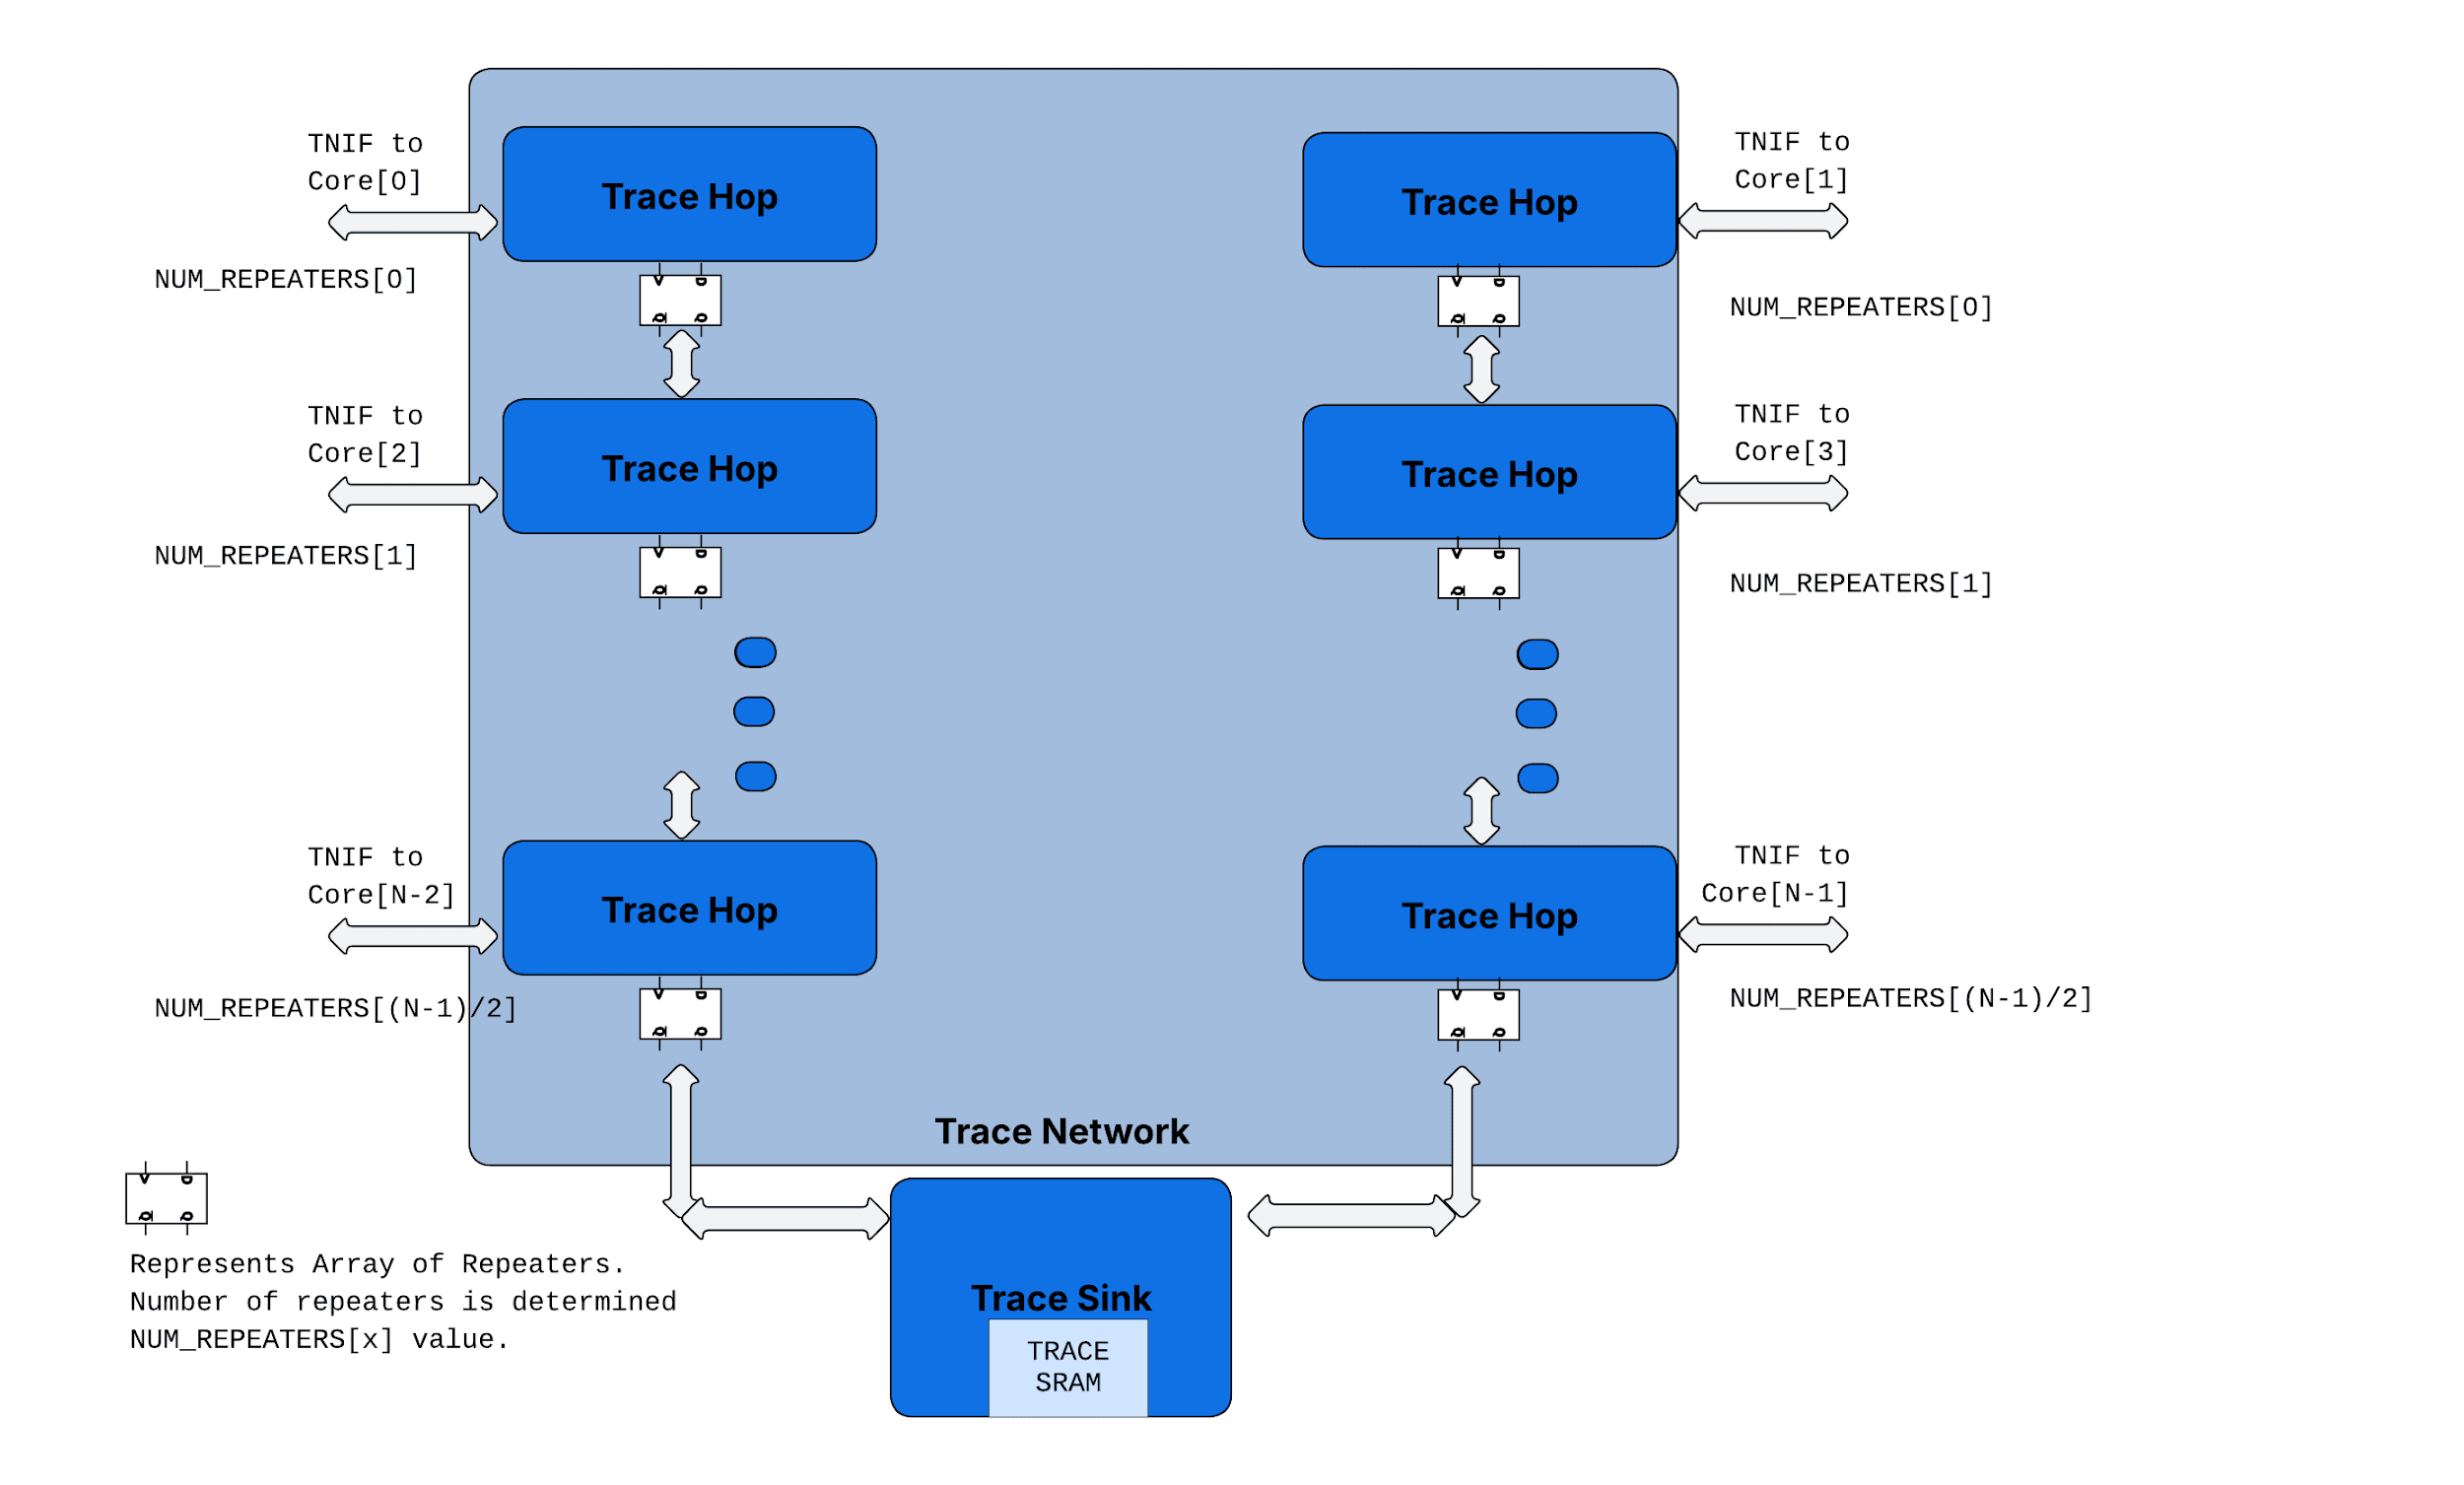 TNIF to
Core[0]
Trace Hop
Trace Hop
TNIF to
Core[1]
NUM_REPEATERS[0]
V D
Q Q
V D
Q Q
NUM_REPEATERS[0]
TNIF to
Core[2]
Trace Hop
Trace Hop
TNIF to
Core[3]
NUM_REPEATERS[1]
V D
Q Q
V D
Q Q
NUM_REPEATERS[1]
TNIF to
Core[N-2]
Trace Hop
Trace Hop
TNIF to
Core[N-1]
NUM_REPEATERS[(N-1)/2]
V D
Q Q
V D
Q Q
NUM_REPEATERS[(N-1)/2]
Trace Network
V D
Q Q
Represents Array of Repeaters.
Number of repeaters is determined
NUM_REPEATERS[x] value.
Trace Sink
TRACE
SRAM